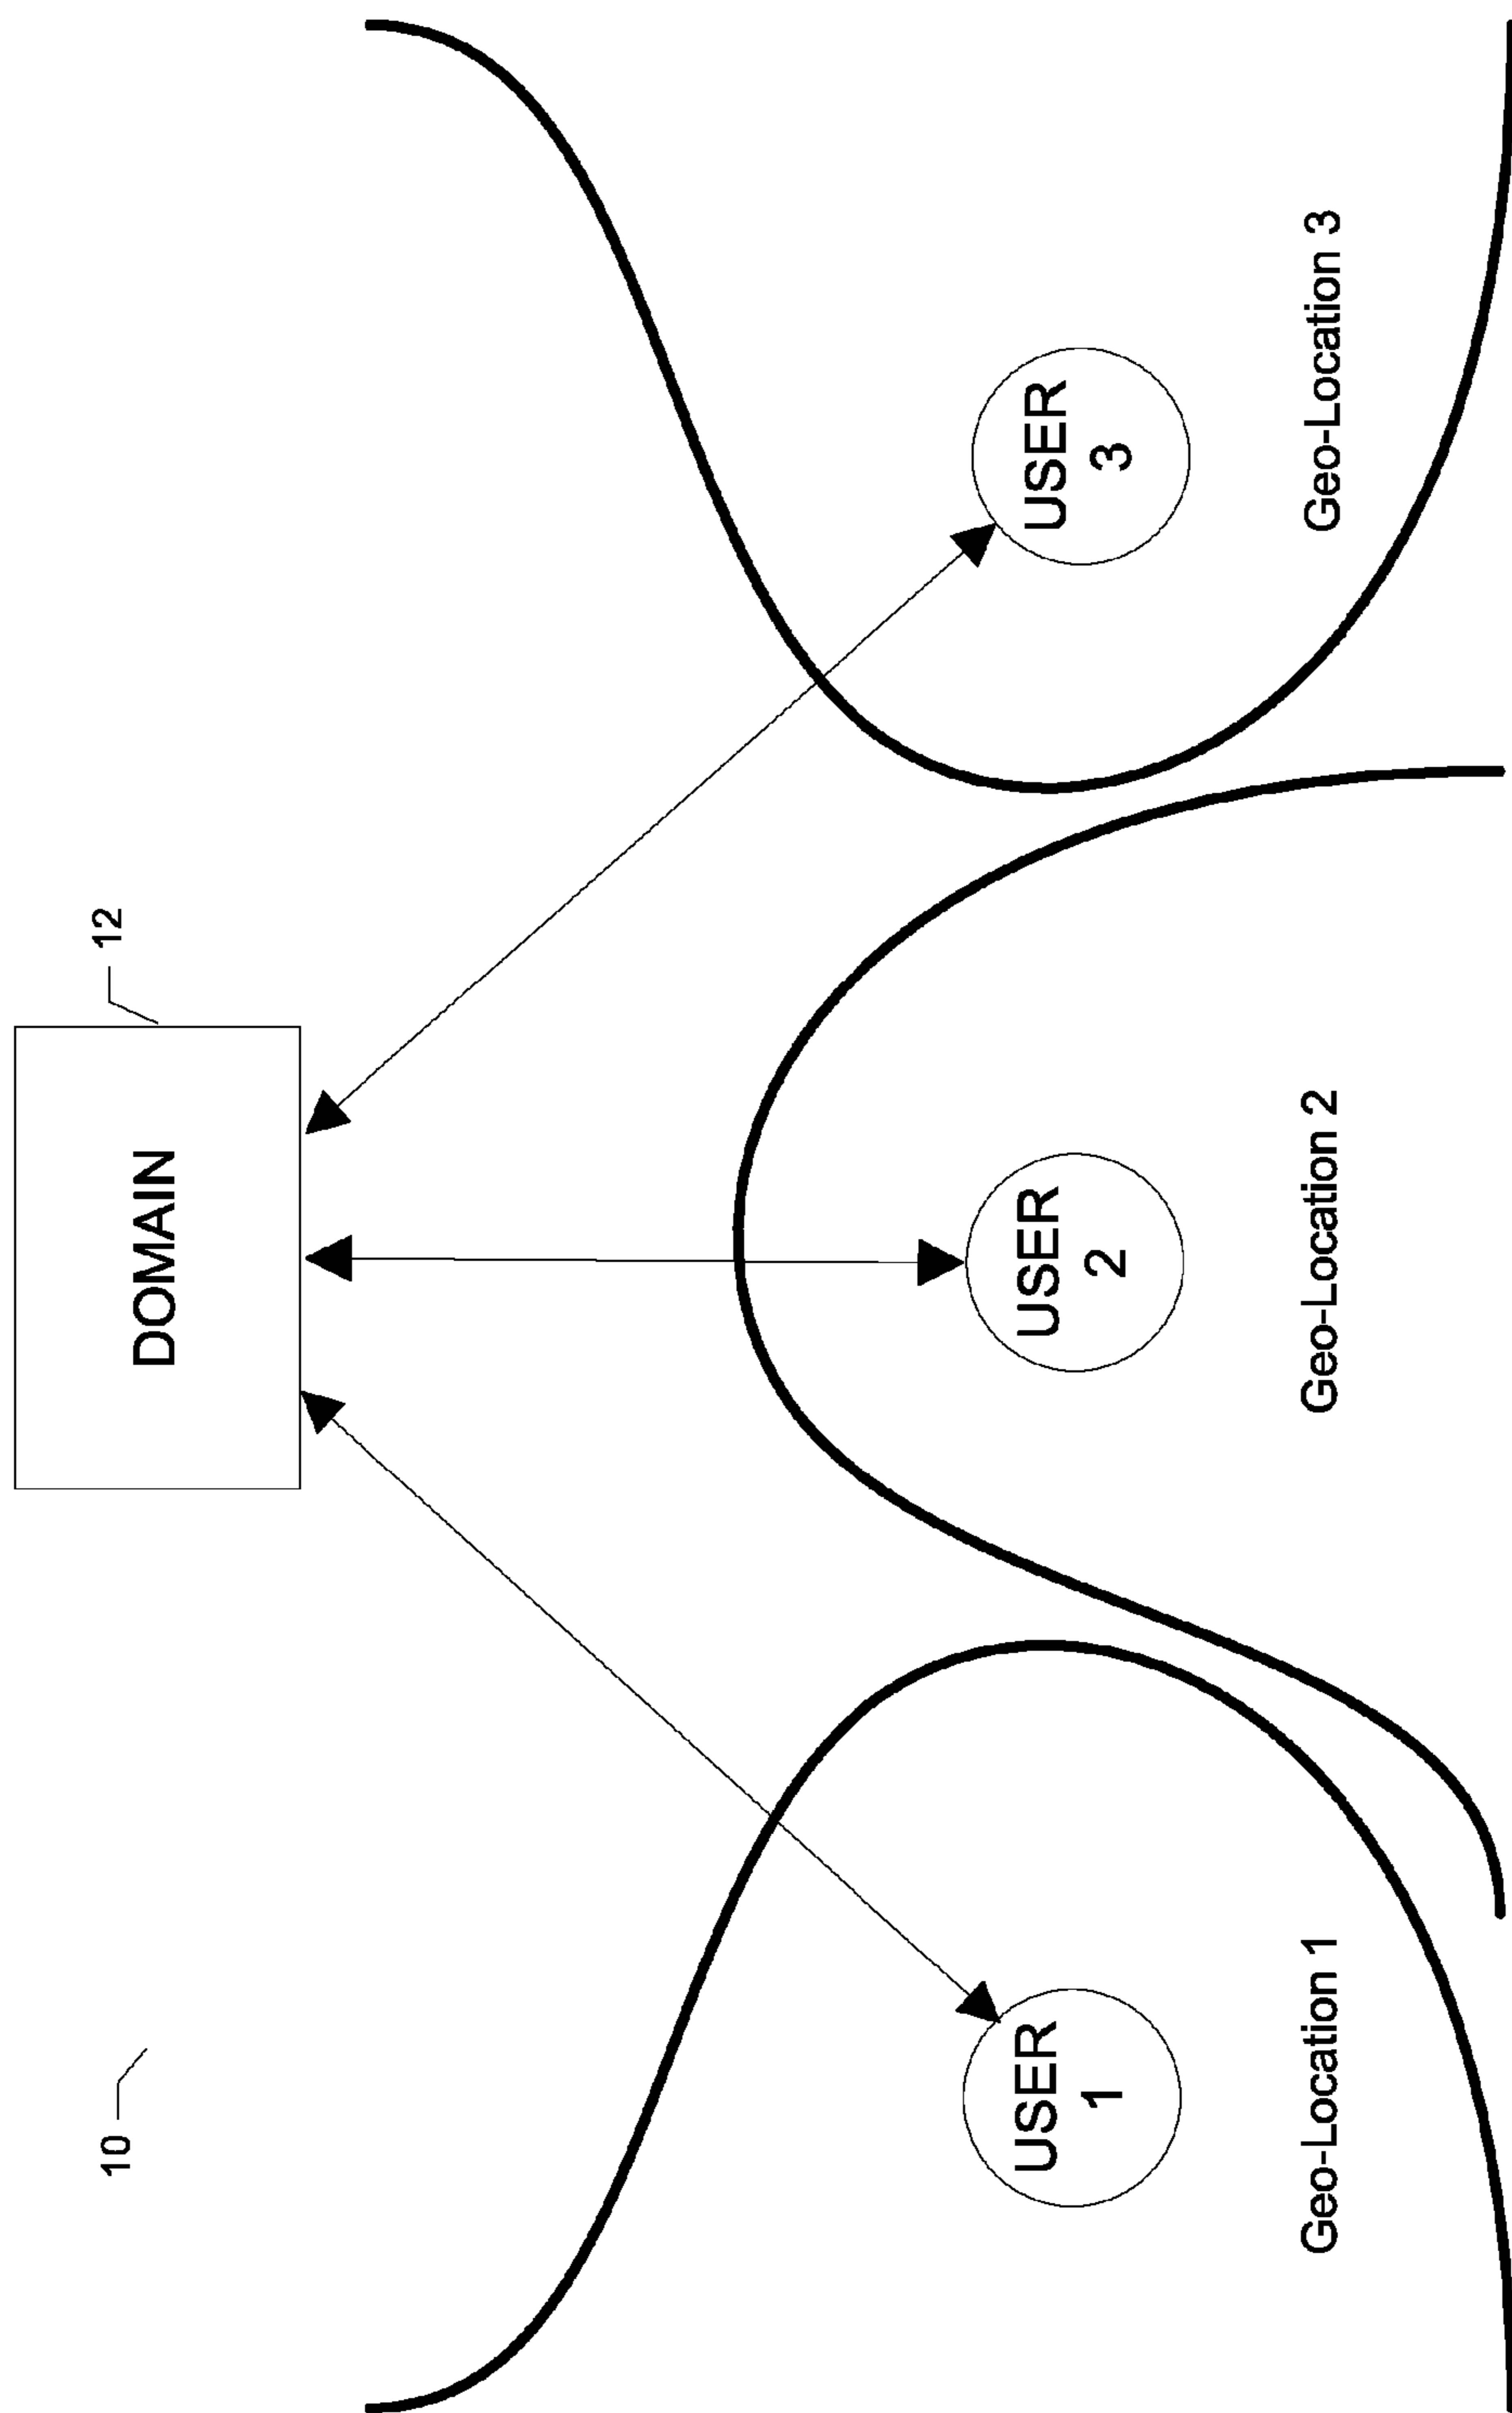 10
DOMAIN
12
USER
1
USER
2
USER
3
Geo-Location 1
Geo-Location 2
Geo-Location 3